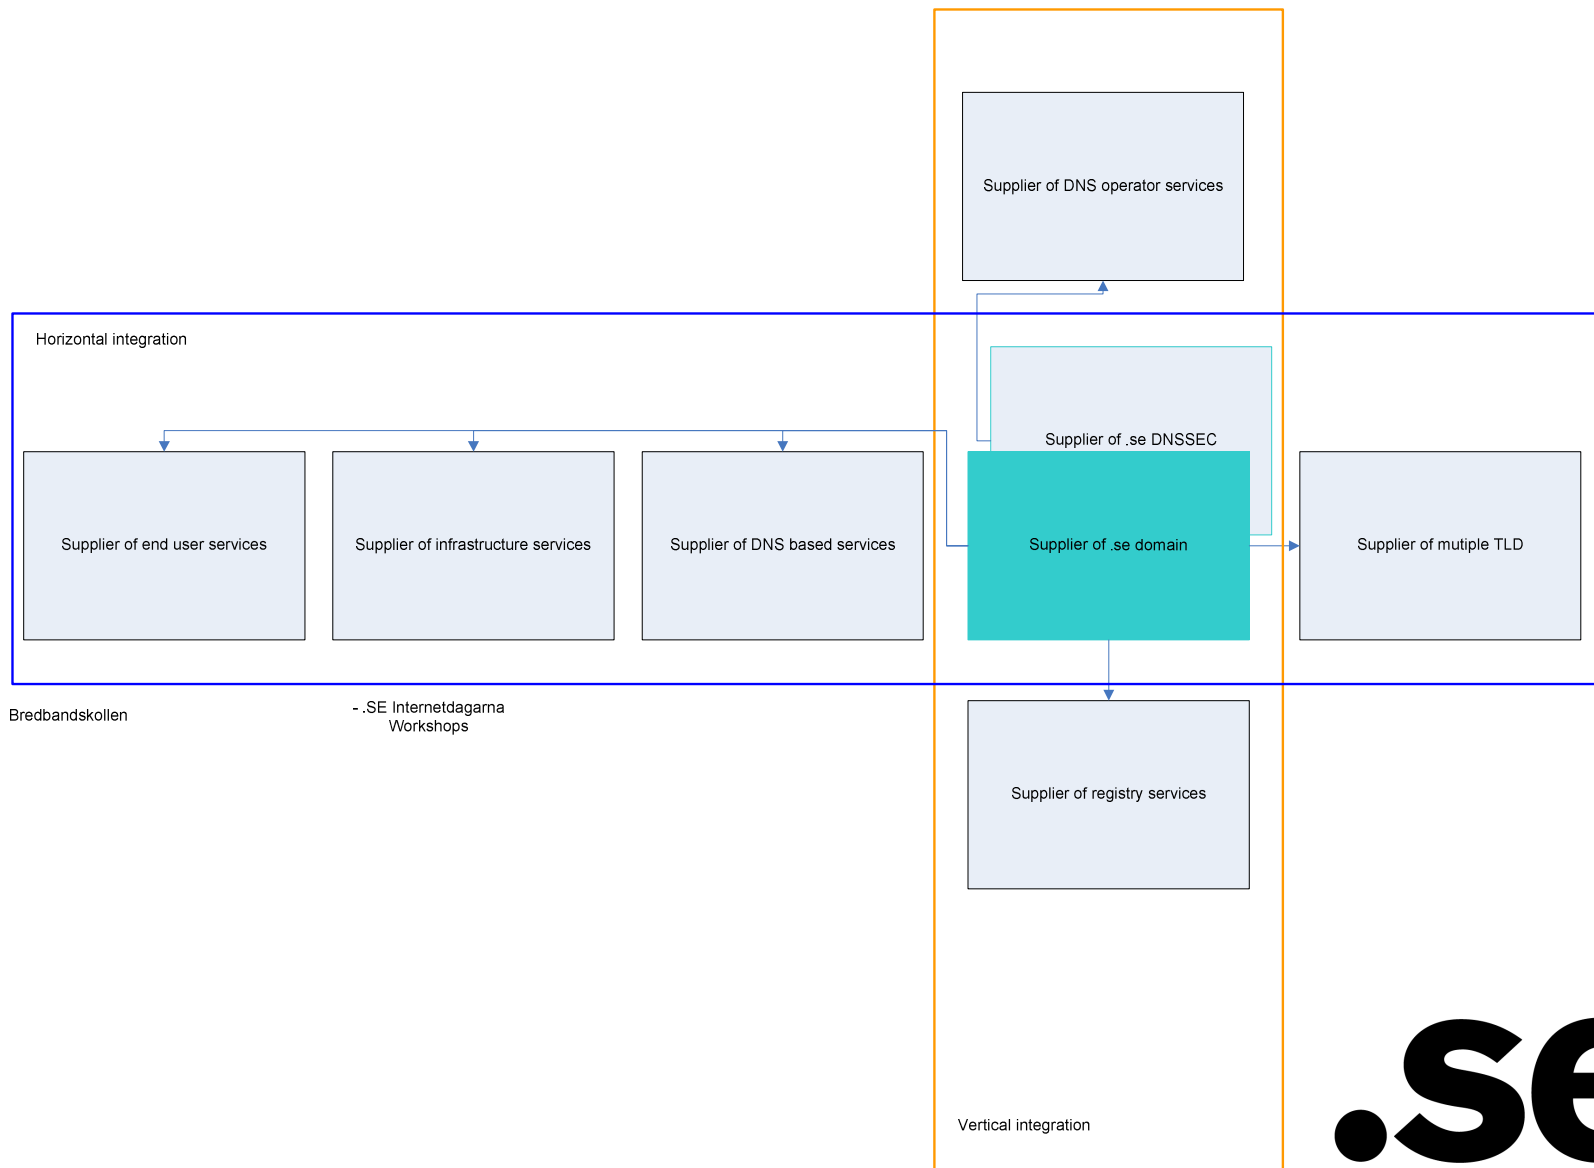 Supplier of DNS operator services
Horizontal integration
Supplier of .se DNSSEC
Supplier of end user services
Supplier of infrastructure services
Supplier of DNS based services
Supplier of .se domain
Supplier of mutiple TLD
Bredbandskollen
- .SE Internetdagarna
Workshops
Supplier of registry services
.se
Vertical integration